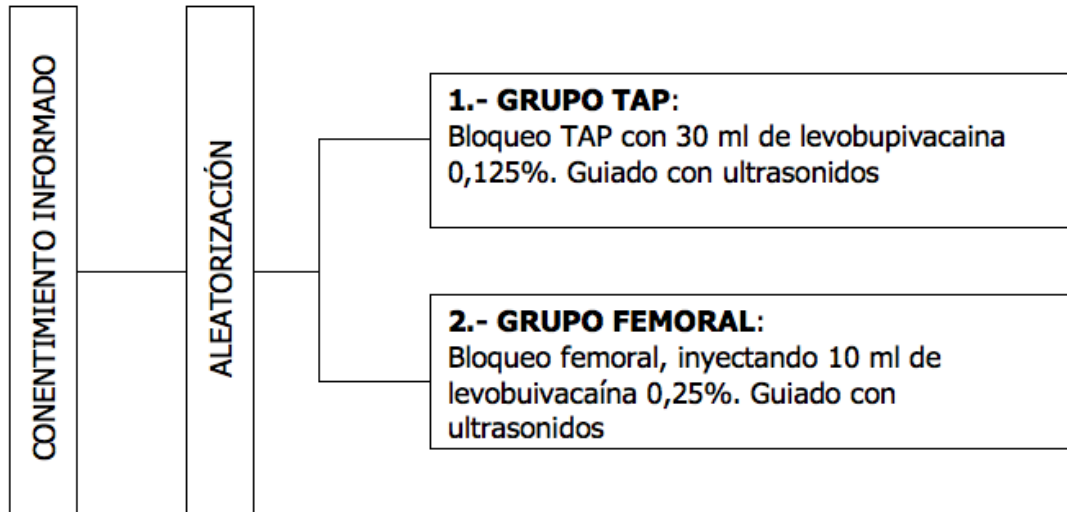 CONENTIMIENTO INFORMADO
ALEATORIZACIÓN
1.- GRUPO TAP:
Bloqueo TAP con 30 ml de levobupivacaina
0,125%. Guiado con ultrasonidos
2.- GRUPO FEMORAL:
Bloqueo femoral, inyectando 10 ml de
levobuivacaína 0,25%. Guiado con
ultrasonidos